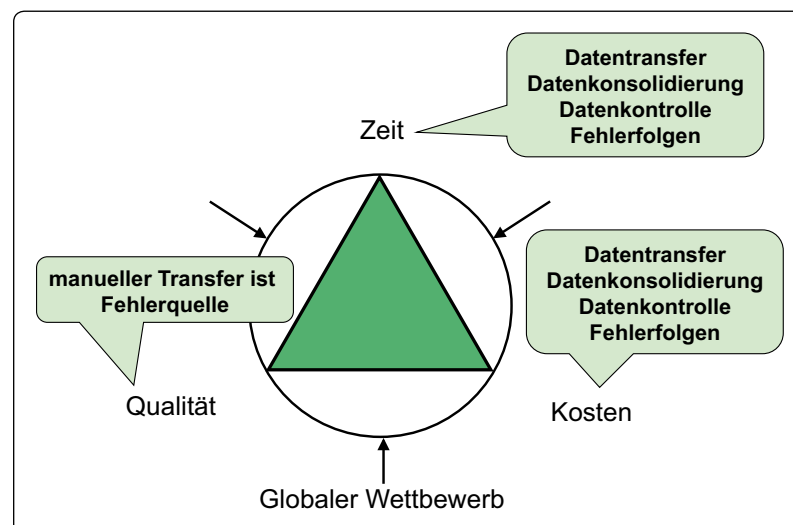 Datentransfer
Datenkonsolidierung
Datenkontrolle
Fehlerfolgen
Zeit
manueller Transfer ist
Fehlerquelle
Datentransfer
Datenkonsolidierung
Datenkontrolle
Fehlerfolgen
Qualität
Kosten
Globaler Wettbewerb